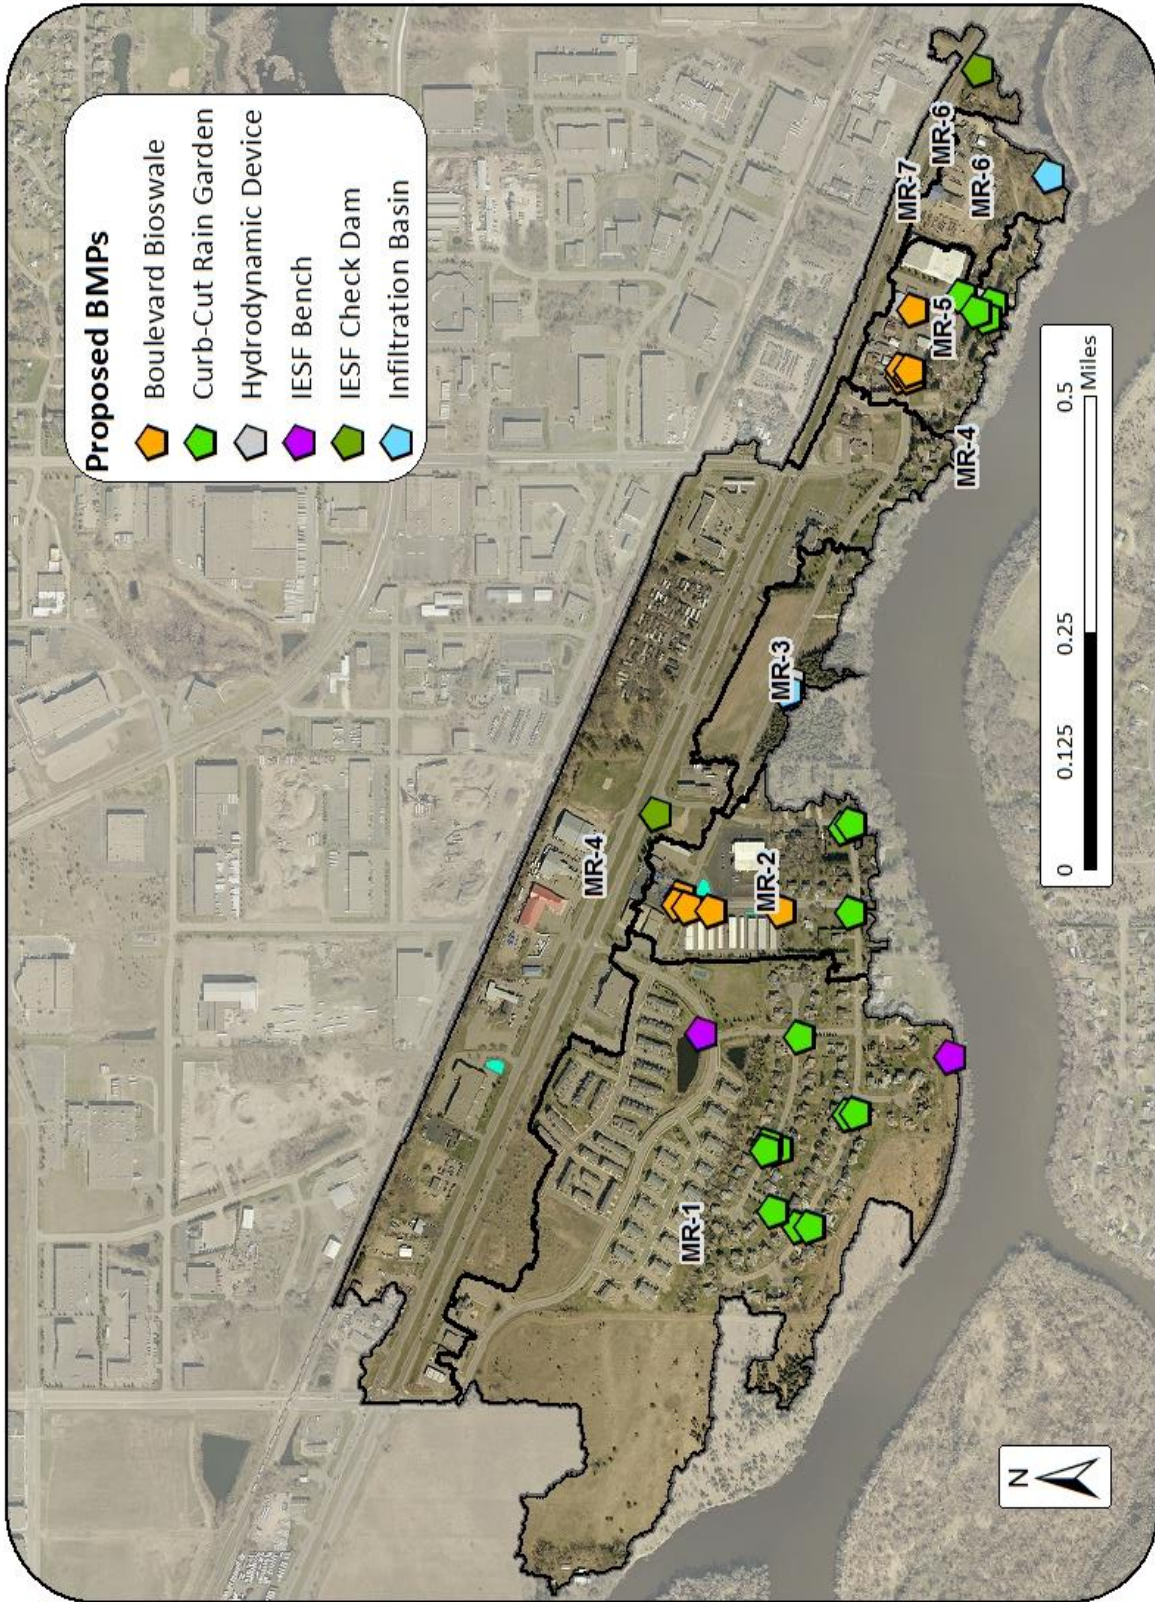 Proposed BMPs
Boulevard Bioswale
Curb-Cut Rain Garden
Hydrodynamic Device
IESF Bench
IESF Check Dam
Infiltration Basin
MR-7
MR-6
MR-6
MR-5
MR-4
MR-3
MR-4
MR-2
MR-1
0 0.125 0.25 0.5
Miles
N